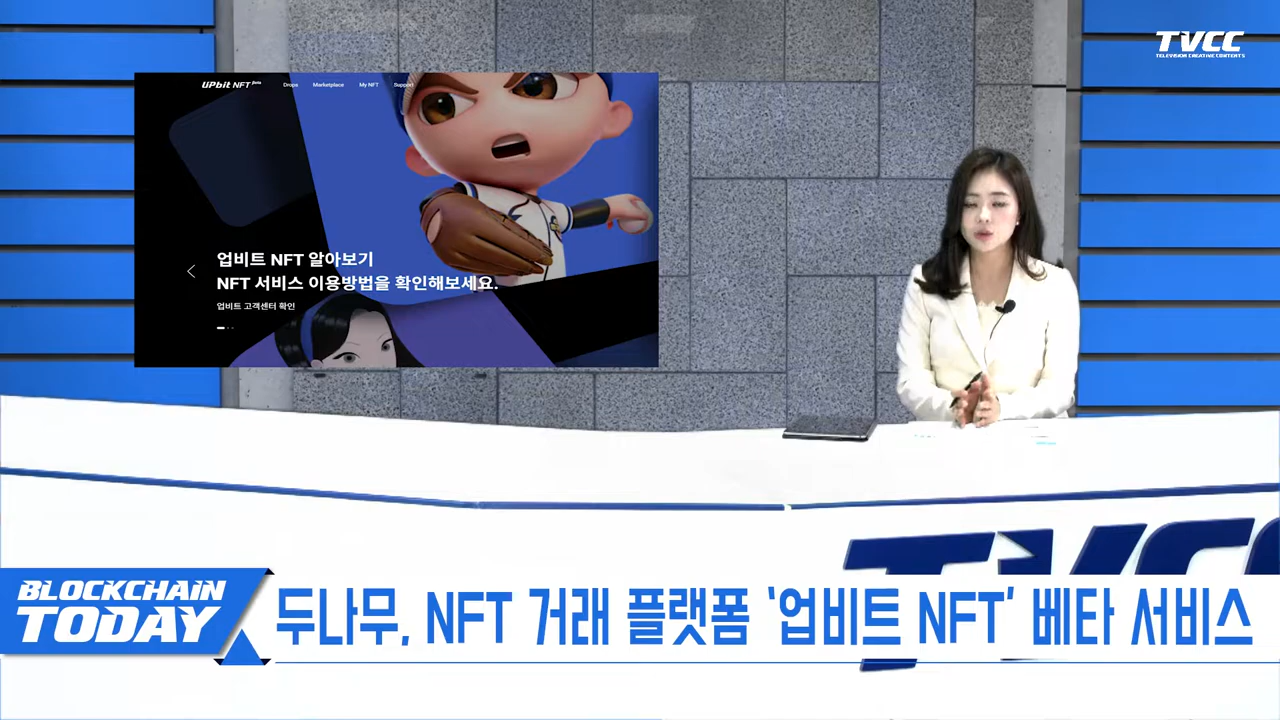 TVCC
TELEVISION CREATIVE CONTENTS
UPbit NFT Beta
Drops Marketplace My NFT Support
업비트 NFT 알아보기
NFT 서비스 이용방법을 확인해보세요.
업비트 고객센터 확인
TVCC
BLOCKCHAIN
TODAY
두나무, NFT 거래 플랫폼 ‘업비트 NFT’ 베타 서비스